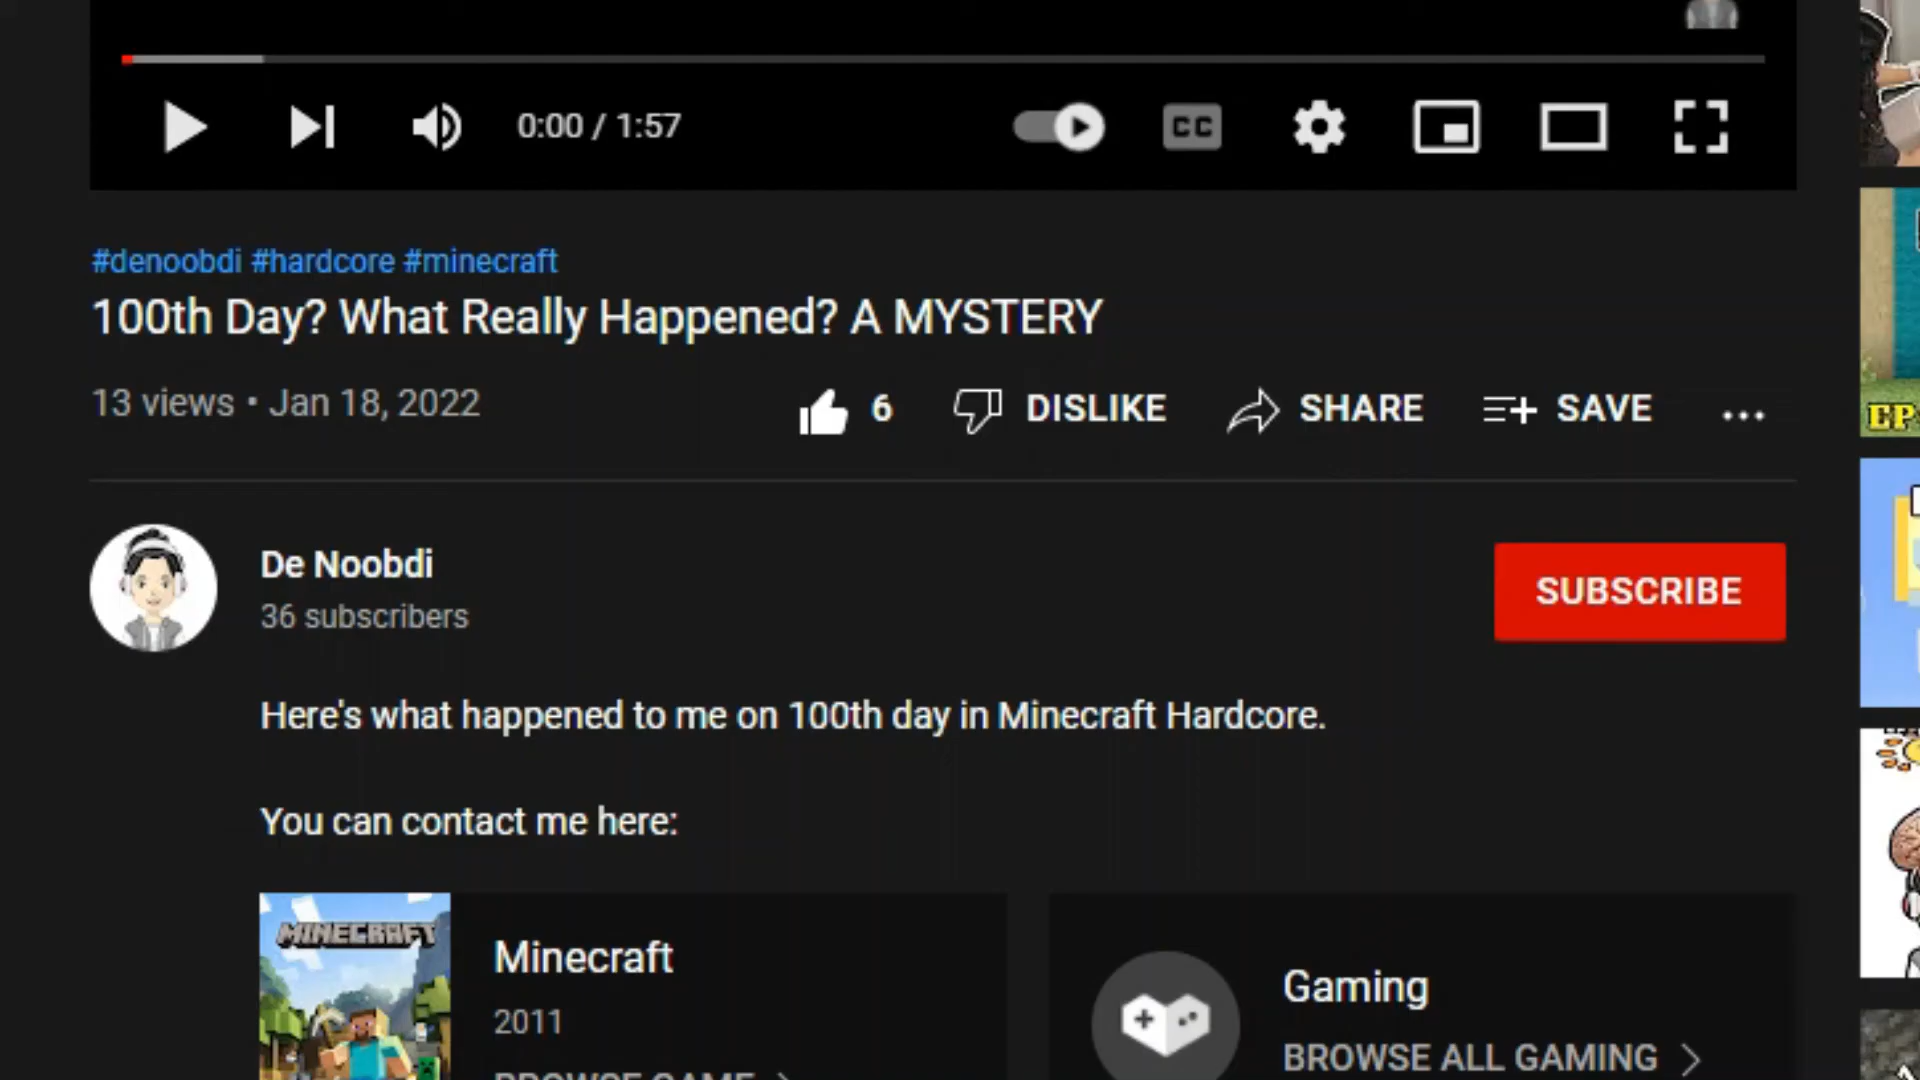 0:00 / 1:57
CC
#denoobdi #hardcore #minecraft
100th Day? What Really Happened? A MYSTERY
13 views • Jan 18, 2022
6 DISLIKE SHARE SAVE
EP
De Noobdi
36 subscribers
SUBSCRIBE
Here's what happened to me on 100th day in Minecraft Hardcore.
You can contact me here:
MINECRAFT
Minecraft
2011
BROWSE GAME
Gaming
BROWSE ALL GAMING